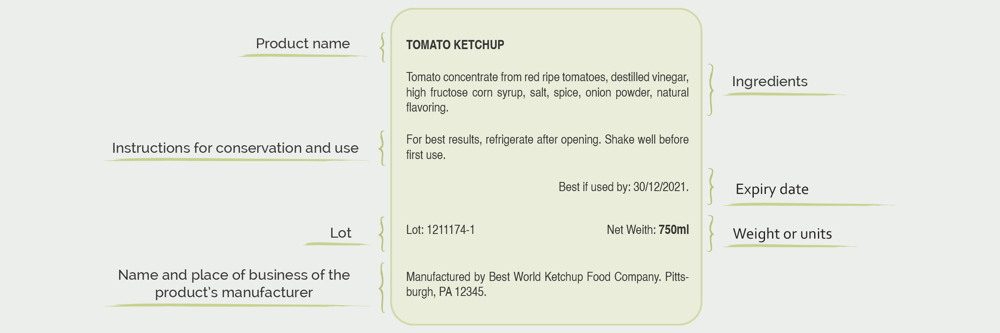 Product name
TOMATO KETCHUP
Tomato concentrate from red ripe tomatoes, destilled vinegar,
high fructose corn syrup, salt, spice, onion powder, natural
flavoring.
Ingredients
Instructions for conservation and use
For best results, refrigerate after opening. Shake well before
first use.
Best if used by: 30/12/2021.
Expiry date
Lot
Lot: 1211174-1
Net Weith: 750ml
Weight or units
Name and place of business of the
product's manufacturer
Manufactured by Best World Ketchup Food Company. Pitts-
burgh, PA 12345.